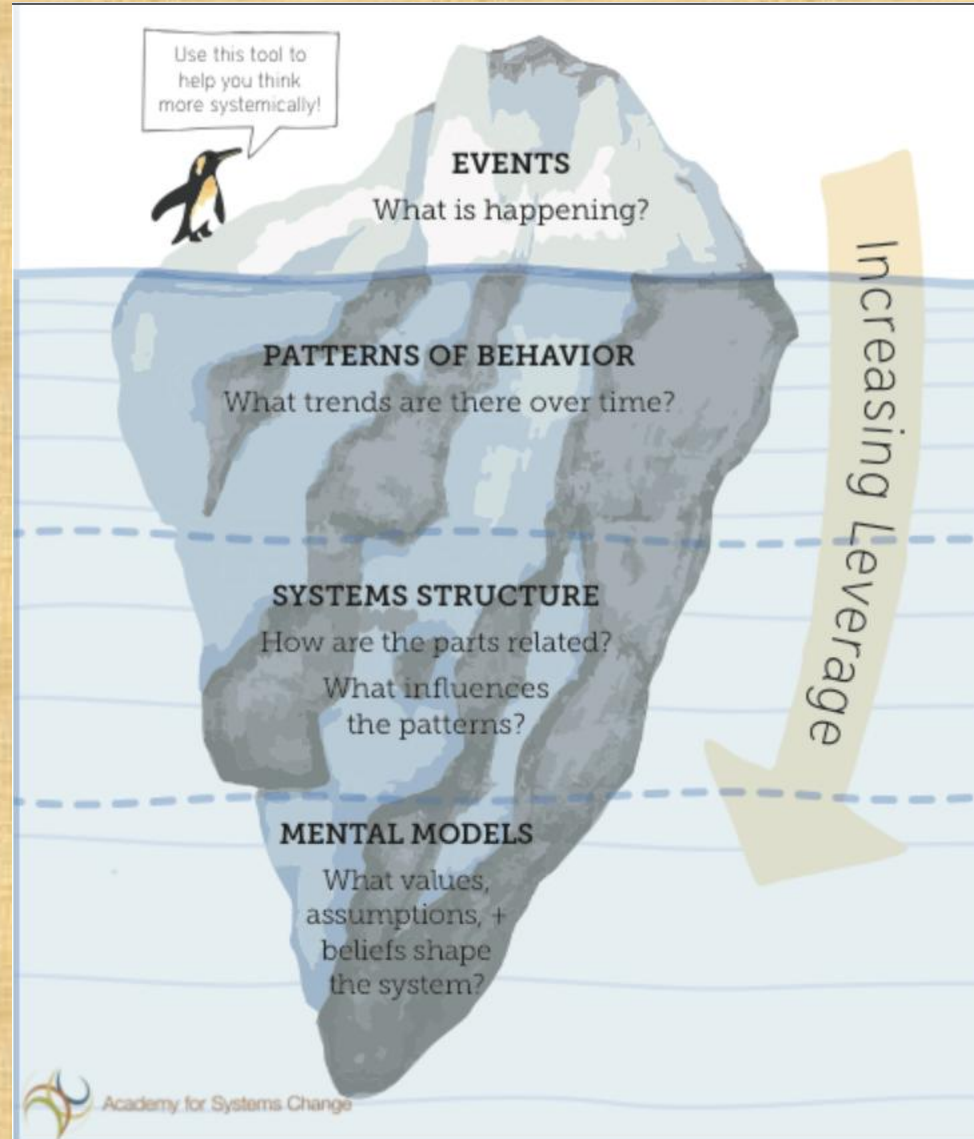 Use this tool to
help you think
more systemically!
EVENTS
What is happening?
PATTERNS OF BEHAVIOR
What trends are there over time?
SYSTEMS STRUCTURE
How are the parts related?
What influences
the patterns?
MENTAL MODELS
What values,
assumptions, +
beliefs shape
the system?
Increasing Leverage
Academy for Systems Change